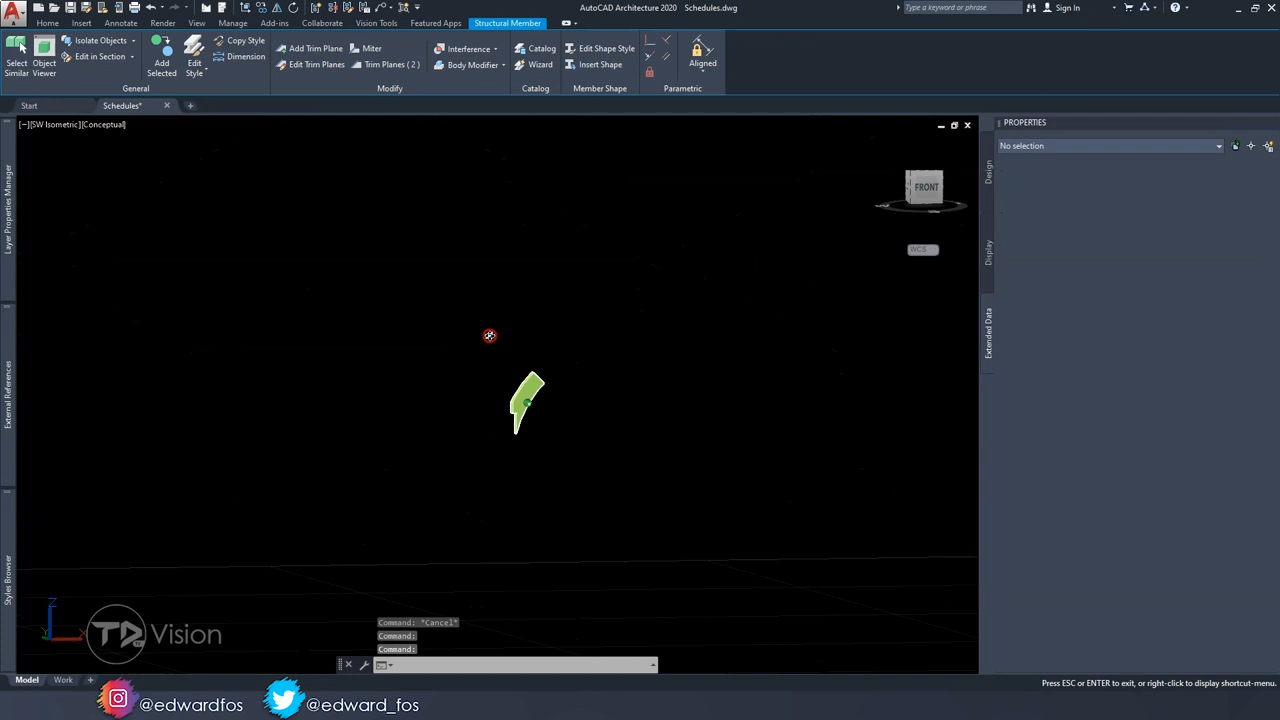 AutoCAD Architecture 2020 Schedules.dwg
Type a keyword or phrase
Sign In
Home Insert Annotate Render View Manage Add-ins Collaborate Vision Tools Featured Apps Structural Member
Select Similar
Object Viewer
Isolate Objects
Edit in Section
General
Add Selected
Edit Style
Copy Style
Dimension
Add Trim Plane
Edit Trim Planes
Miter
Trim Planes ( 2 )
Modify
Interference
Body Modifier
Catalog
Wizard
Catalog
Edit Shape Style
Insert Shape
Member Shape
Aligned
Parametric
Start
Schedules*
[−][SW Isometric][Conceptual]
PROPERTIES
No selection
Design
Display
Extended Data
Layer Properties Manager
External References
Styles Browser
FRONT
WCS
Z
X
Y
TD Vision
Command: *Cancel*
Command:
Command:
Model
Work
Press ESC or ENTER to exit, or right-click to display shortcut-menu.
@edwardfos
@edward_fos